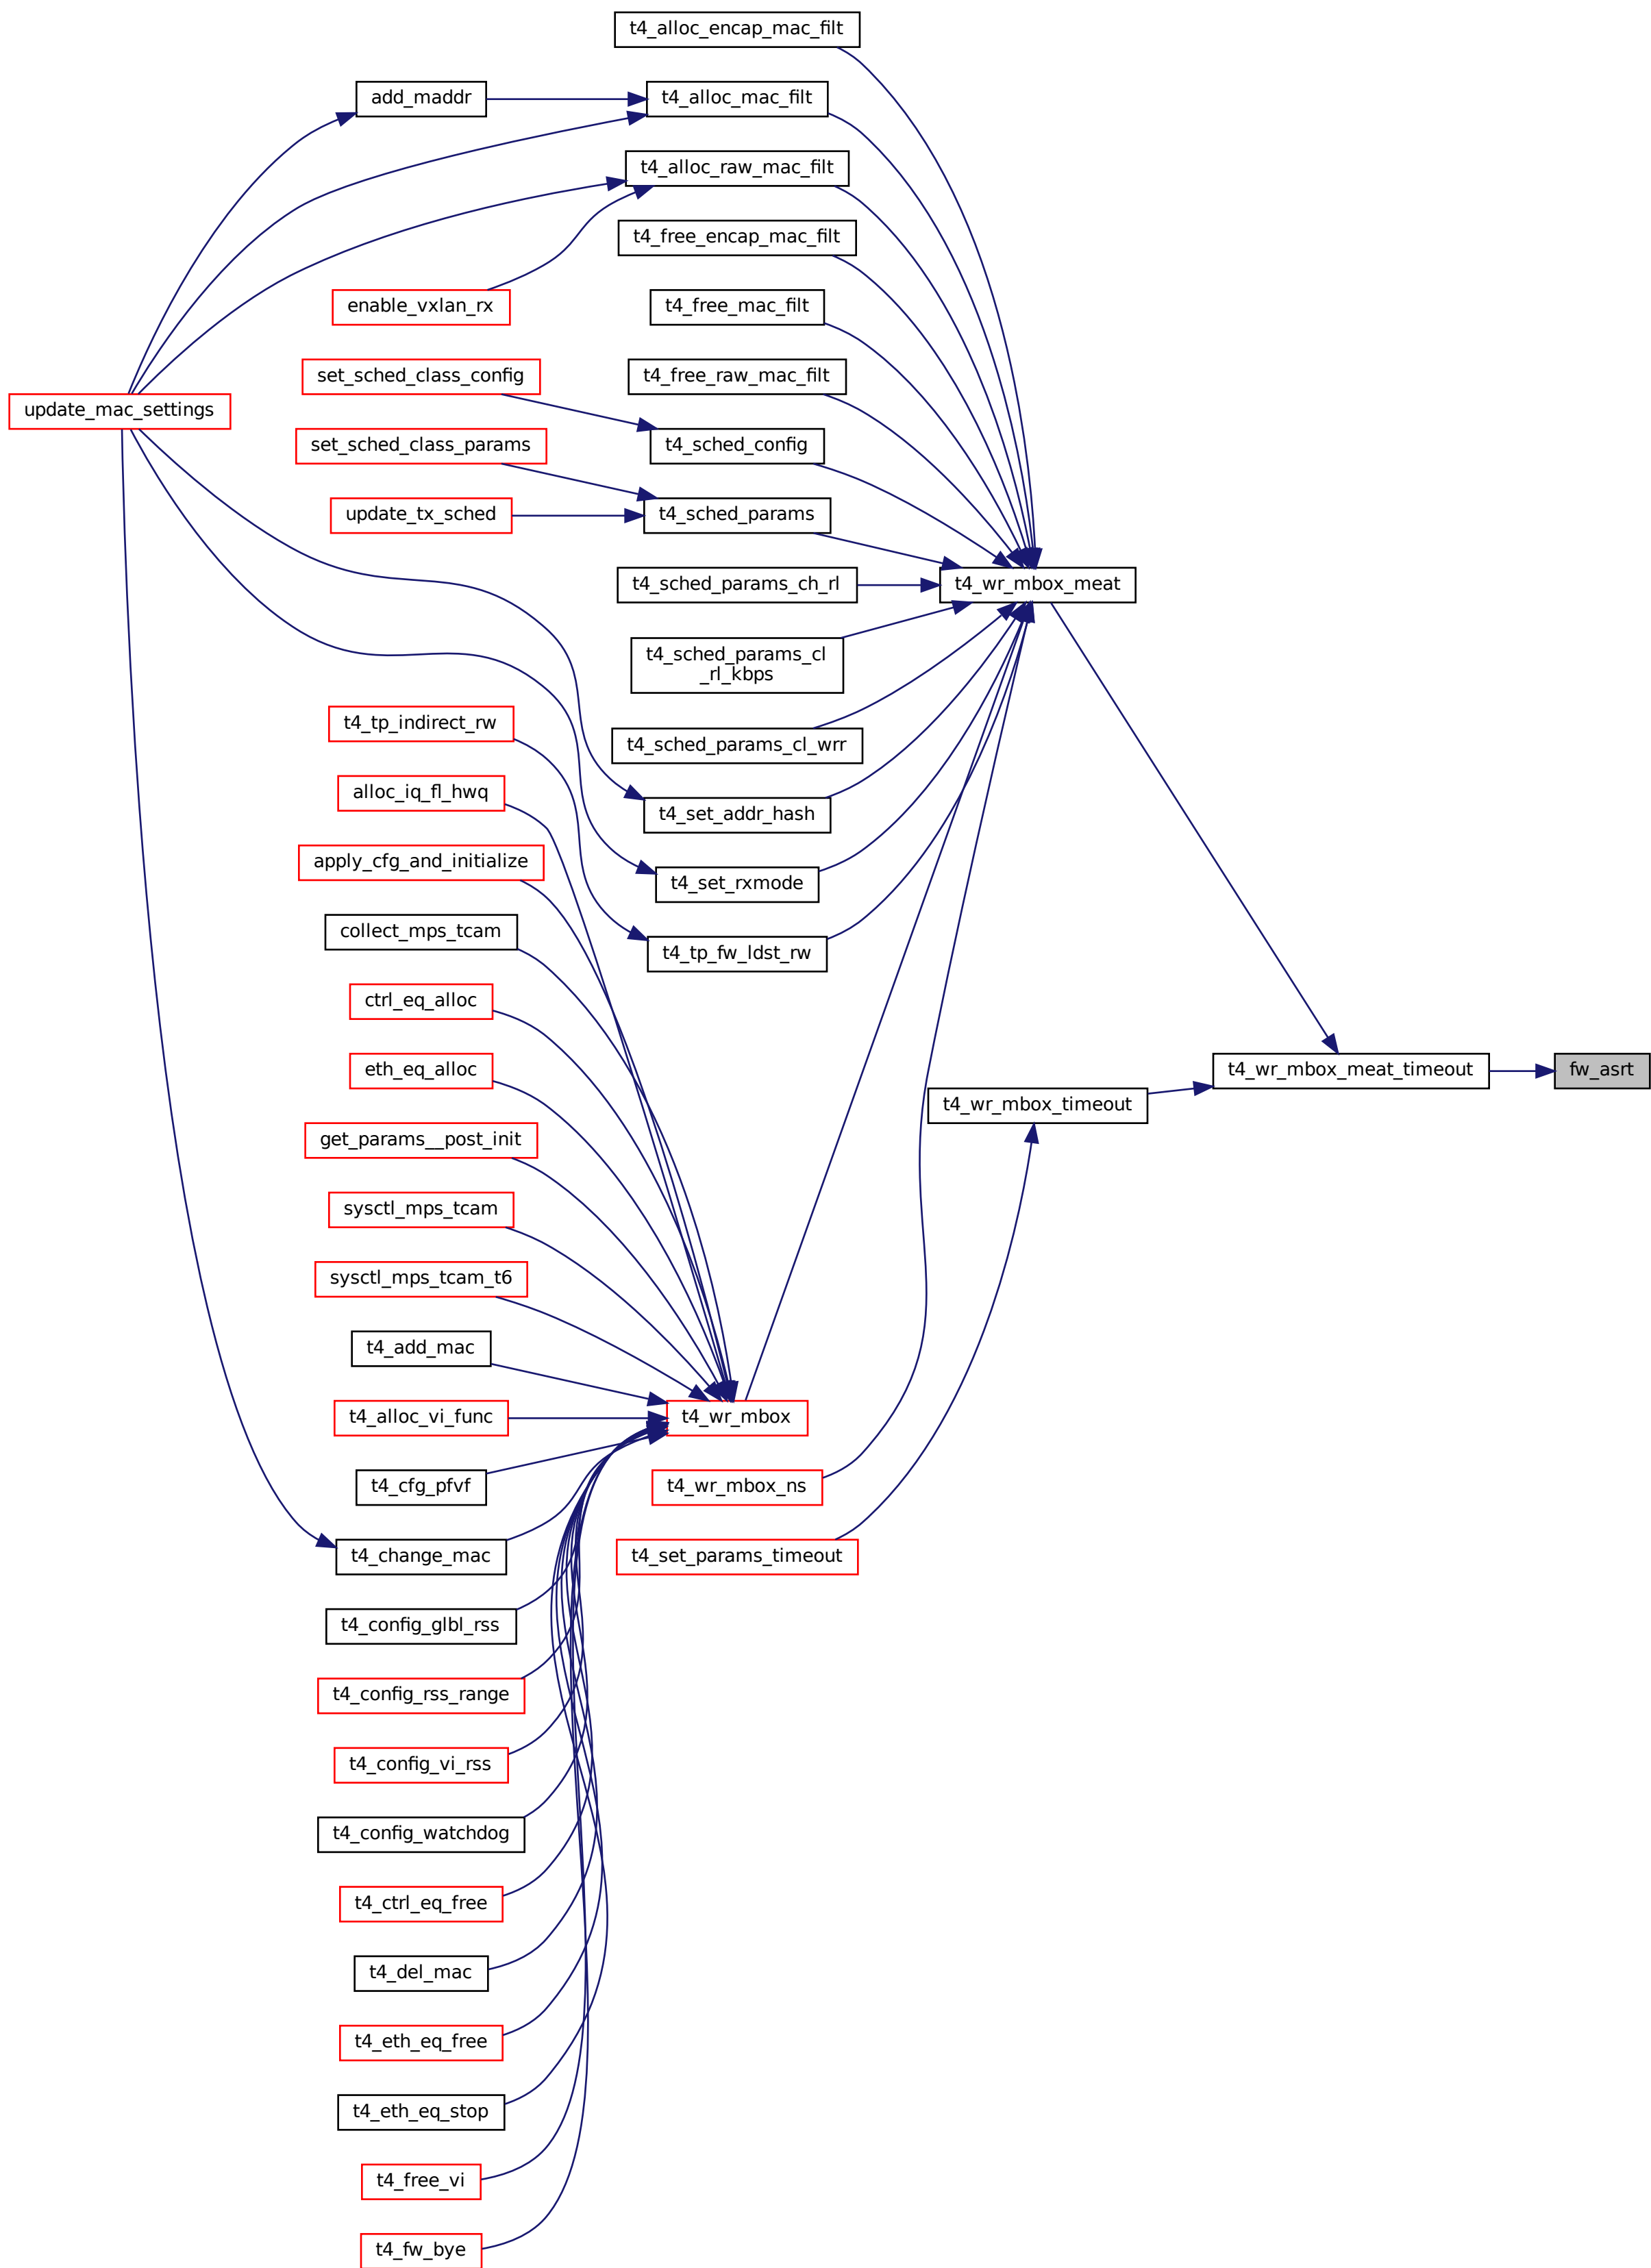 t4_alloc_encap_mac_filt
add_maddr
t4_alloc_mac_filt
t4_alloc_raw_mac_filt
t4_free_encap_mac_filt
enable_vxlan_rx
t4_free_mac_filt
set_sched_class_config
t4_free_raw_mac_filt
update_mac_settings
set_sched_class_params
t4_sched_config
update_tx_sched
t4_sched_params
t4_sched_params_ch_rl
t4_wr_mbox_meat
t4_sched_params_cl
_rl_kbps
t4_tp_indirect_rw
t4_sched_params_cl_wrr
alloc_iq_fl_hwq
t4_set_addr_hash
apply_cfg_and_initialize
t4_set_rxmode
collect_mps_tcam
t4_tp_fw_ldst_rw
ctrl_eq_alloc
eth_eq_alloc
t4_wr_mbox_meat_timeout
fw_asrt
t4_wr_mbox_timeout
get_params__post_init
sysctl_mps_tcam
sysctl_mps_tcam_t6
t4_add_mac
t4_alloc_vi_func
t4_wr_mbox
t4_cfg_pfvf
t4_wr_mbox_ns
t4_change_mac
t4_set_params_timeout
t4_config_glbl_rss
t4_config_rss_range
t4_config_vi_rss
t4_config_watchdog
t4_ctrl_eq_free
t4_del_mac
t4_eth_eq_free
t4_eth_eq_stop
t4_free_vi
t4_fw_bye